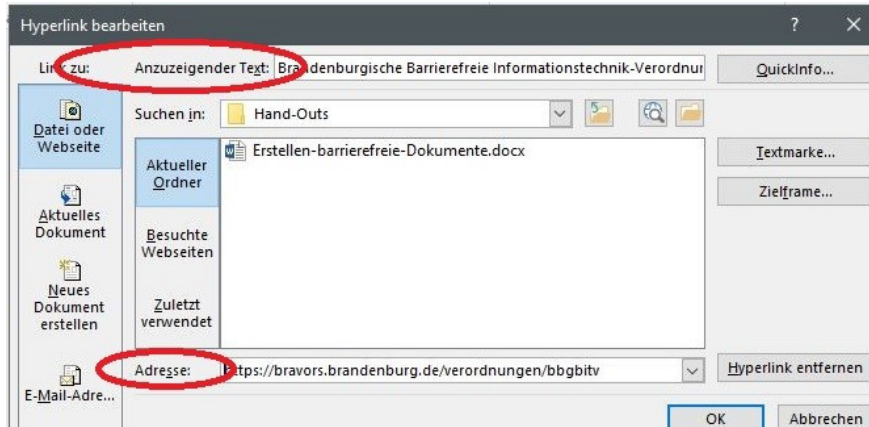 Hyperlink bearbeiten ? ×
Link zu: Anzuzeigender Text: Brandenburgische Barrierefreie Informationstechnik-Verordnur QuickInfo...
Datei oder
Webseite
Suchen in: Hand-Outs
Aktueller
Ordner
Erstellen-barrierefreie-Dokumente.docx
Textmarke...
Zielframe...
Aktuelles
Dokument
Besuchte
Webseiten
Neues
Dokument
erstellen
Zuletzt
verwendet
E-Mail-Adre...
Adresse: https://bravors.brandenburg.de/verordnungen/bbgbitv Hyperlink entfernen
OK Abbrechen